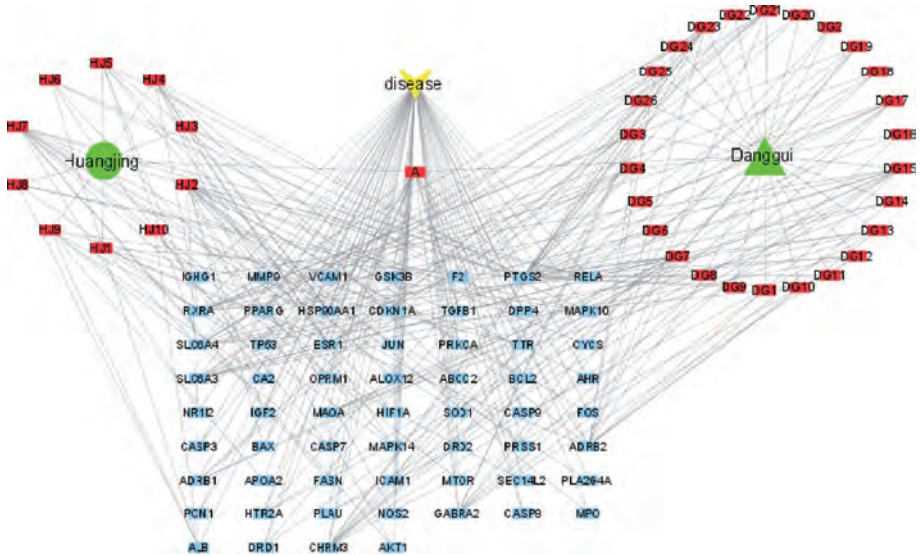 DG22 DG21 DG20
DG23 DG2
DG24 DG19
HJ5 DG25 DG18
HJ6 HJ4 disease DG26 DG17
HJ7 HJ3 DG3 DG16
Huangjing A DG4 Danggui DG15
HJ8 HJ2 DG5 DG14
HJ9 HJ10 DG6 DG13
HJ1 DG7 DG12
DG8 DG9 DG1 DG10 DG11
IGHG1 MMP9 VCAM1 GSK3B F2 PTGS2 RELA
RXRA PPARG HSP90AA1 CDKN1A TGFB1 DPP4 MAPK10
SLC6A4 TP53 ESR1 JUN PRKCA TTR CYCS
SLC6A3 CA2 OPRM1 ALOX12 ABCC2 BCL2 AHR
NR1I2 IGF2 MAOA HIF1A SOD1 CASP9 FOS
CASP3 BAX CASP7 MAPK14 DRD2 PRSS1 ADRB2
ADRB1 APOA2 FASN ICAM1 MTOR SEC14L2 PLA2G4A
PCN1 HTR2A PLAU NOS2 GABRA2 CASP8 MPO
ALB DRD1 CHRM3 AKT1